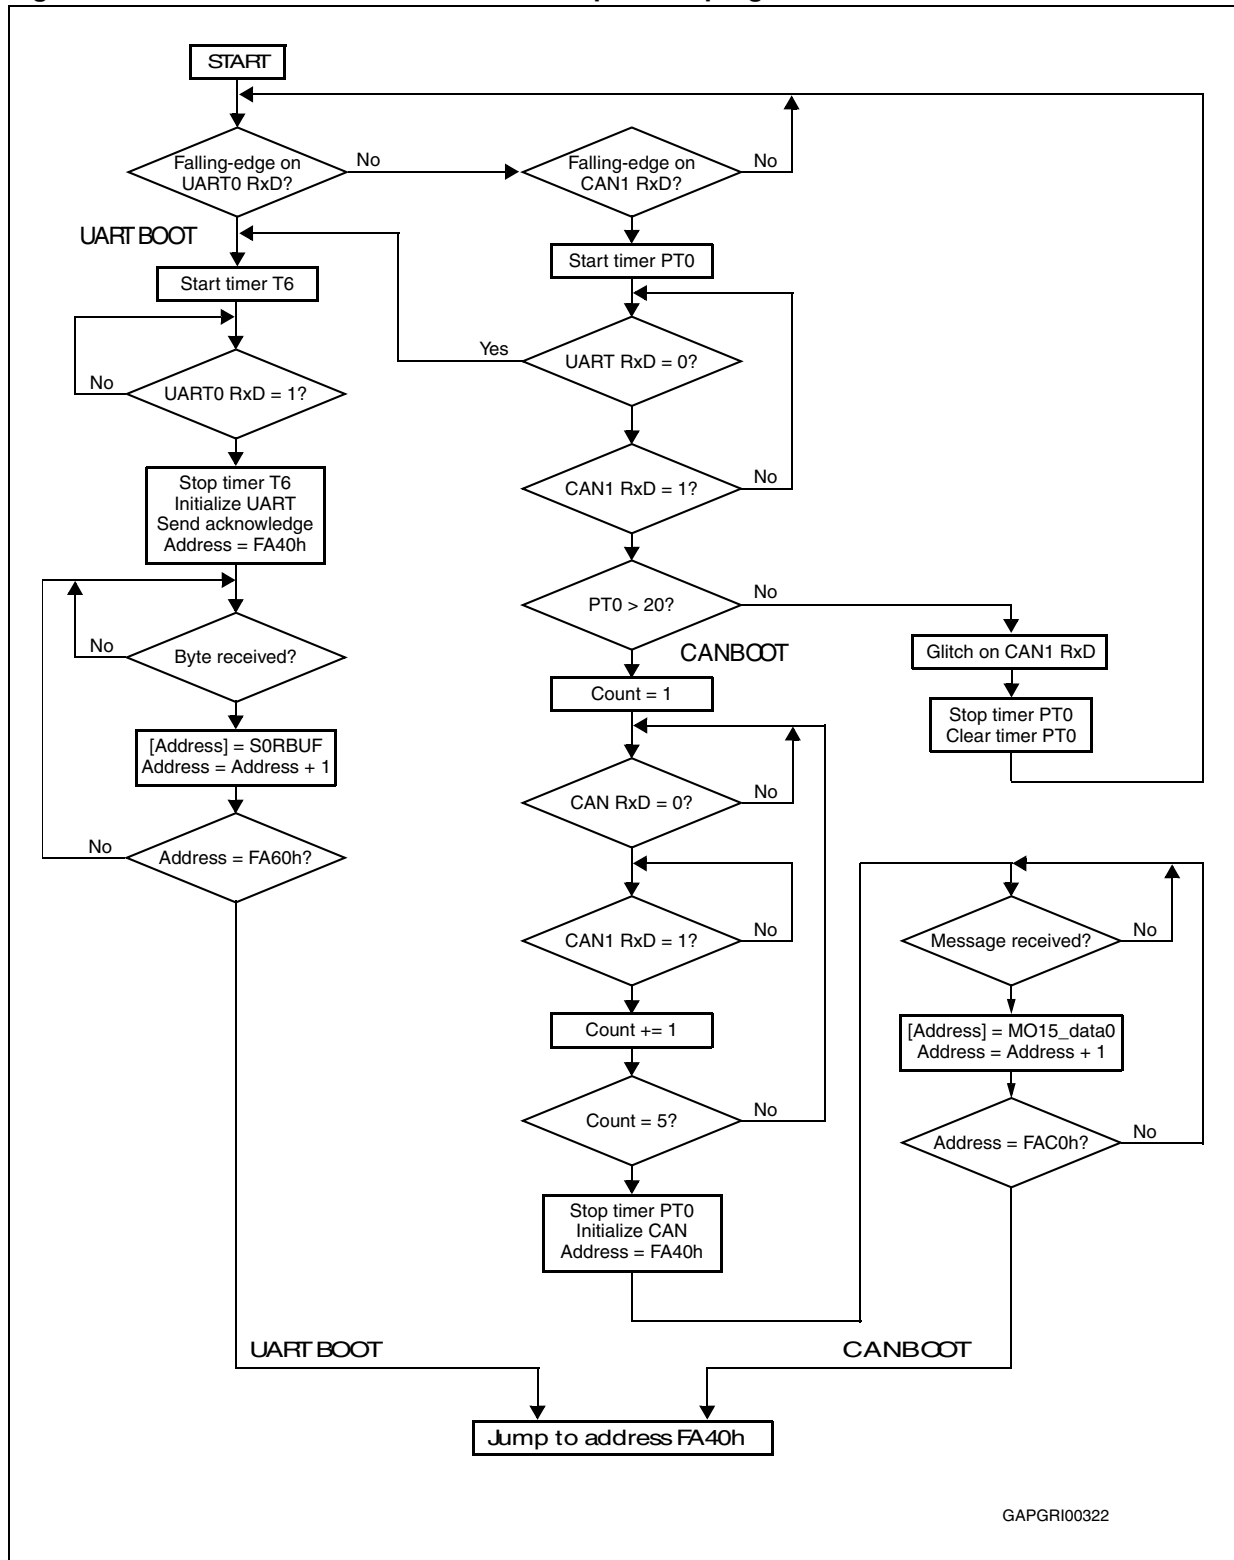 START
Falling-edge on
UART0 RxD?
No
Falling-edge on
CAN1 RxD?
No
UART BOOT
Start timer T6
Start timer PT0
UART0 RxD = 1?
No
UART RxD = 0?
Yes
CAN1 RxD = 1?
No
Stop timer T6
Initialize UART
Send acknowledge
Address = FA40h
PT0 > 20?
No
Byte received?
No
CANBOOT
Glitch on CAN1 RxD
Count = 1
Stop timer PT0
Clear timer PT0
[Address] = S0RBUF
Address = Address + 1
CAN RxD = 0?
No
Address = FA60h?
No
CAN1 RxD = 1?
No
Message received?
No
Count += 1
[Address] = MO15_data0
Address = Address + 1
Count = 5?
No
Address = FAC0h?
No
Stop timer PT0
Initialize CAN
Address = FA40h
UART BOOT
CANBOOT
Jump to address FA40h
GAPGRI00322